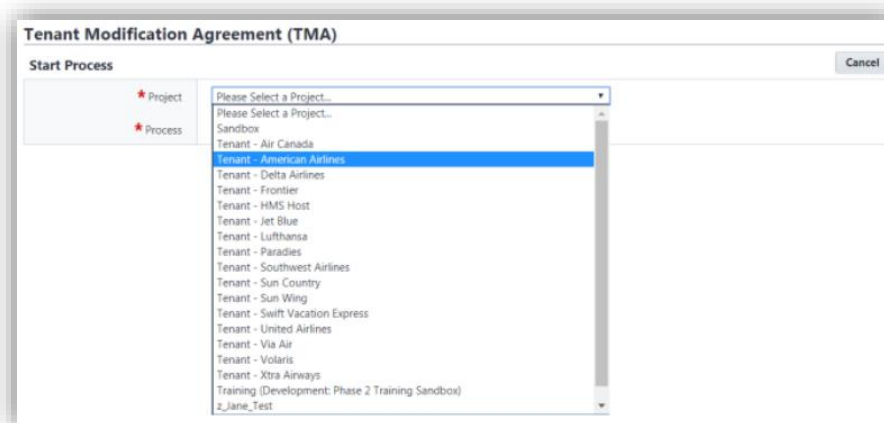 Tenant Modification Agreement (TMA)
Start Process
Cancel
* Project
Please Select a Project...
* Process
Please Select a Project...
Sandbox
Tenant - Air Canada
Tenant - American Airlines
Tenant - Delta Airlines
Tenant - Frontier
Tenant - HMS Host
Tenant - Jet Blue
Tenant - Lufthansa
Tenant - Paradies
Tenant - Southwest Airlines
Tenant - Sun Country
Tenant - Sun Wing
Tenant - Swift Vacation Express
Tenant - United Airlines
Tenant - Via Air
Tenant - Volaris
Tenant - Xtra Airways
Training (Development: Phase 2 Training Sandbox)
z_Jane_Test